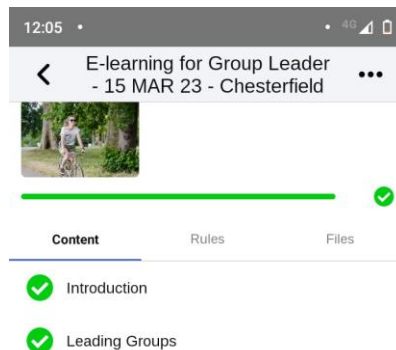 12:05
4G
E-learning for Group Leader
- 15 MAR 23 - Chesterfield
Content Rules Files
Introduction
Leading Groups